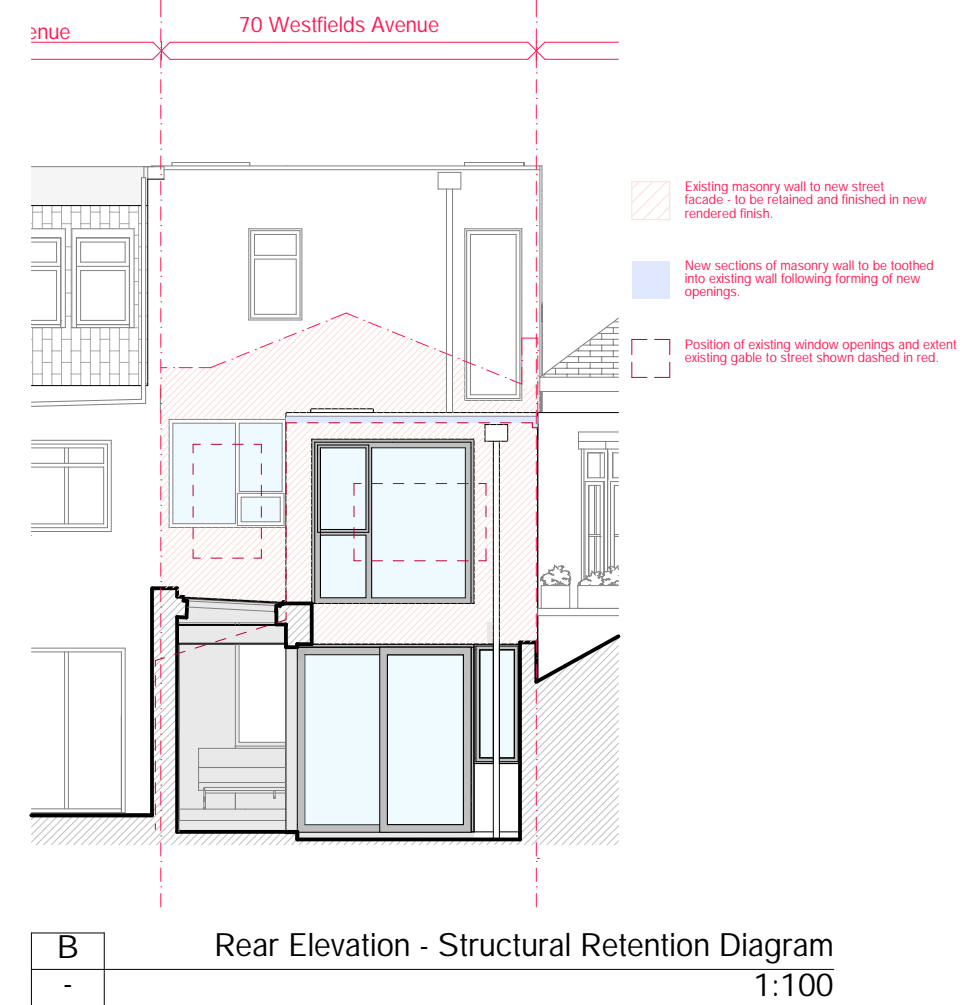 enue
70 Westfields Avenue
Existing masonry wall to new street
facade - to be retained and finished in new
rendered finish.
New sections of masonry wall to be toothed
into existing wall following forming of new
openings.
Position of existing window openings and extent
existing gable to street shown dashed in red.
B
Rear Elevation - Structural Retention Diagram
-
1:100